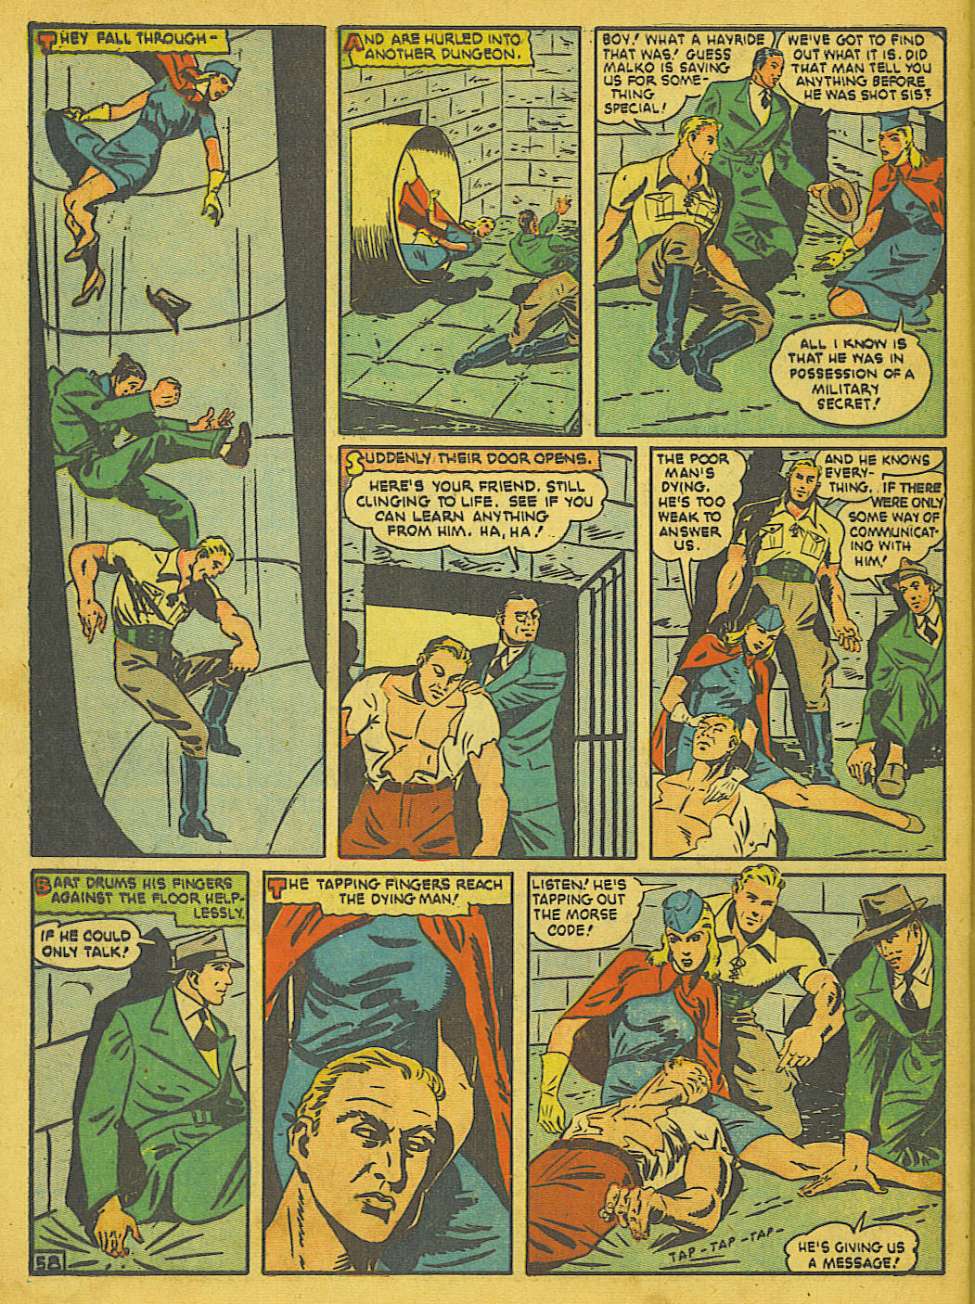 THEY FALL THROUGH-
AND ARE HURLED INTO
ANOTHER DUNGEON.
BOY! WHAT A HAYRIDE
THAT WAS! GUESS
MALKO IS SAVING
US FOR SOME-
THING
SPECIAL!
WE'VE GOT TO FIND
OUT WHAT IT IS. DID
THAT MAN TELL YOU
ANYTHING BEFORE
HE WAS SHOT SIS?
ALL I KNOW IS
THAT HE WAS IN
POSSESSION OF A
MILITARY
SECRET!
SUDDENLY THEIR DOOR OPENS.
HERE'S YOUR FRIEND. STILL
CLINGING TO LIFE. SEE IF YOU
CAN LEARN ANYTHING
FROM HIM. HA, HA!
THE POOR
MAN'S
DYING.
HE'S TOO
WEAK TO
ANSWER
US.
AND HE KNOWS
EVERY-
THING.. IF THERE
WERE ONLY
SOME WAY OF
COMMUNICAT-
ING WITH
HIM!
BART DRUMS HIS FINGERS
AGAINST THE FLOOR HELP-
LESSLY.
IF HE COULD
ONLY TALK!
THE TAPPING FINGERS REACH
THE DYING MAN!
LISTEN! HE'S
TAPPING OUT
THE MORSE
CODE!
TAP-TAP-TAP-
HE'S GIVING US
A MESSAGE!
58